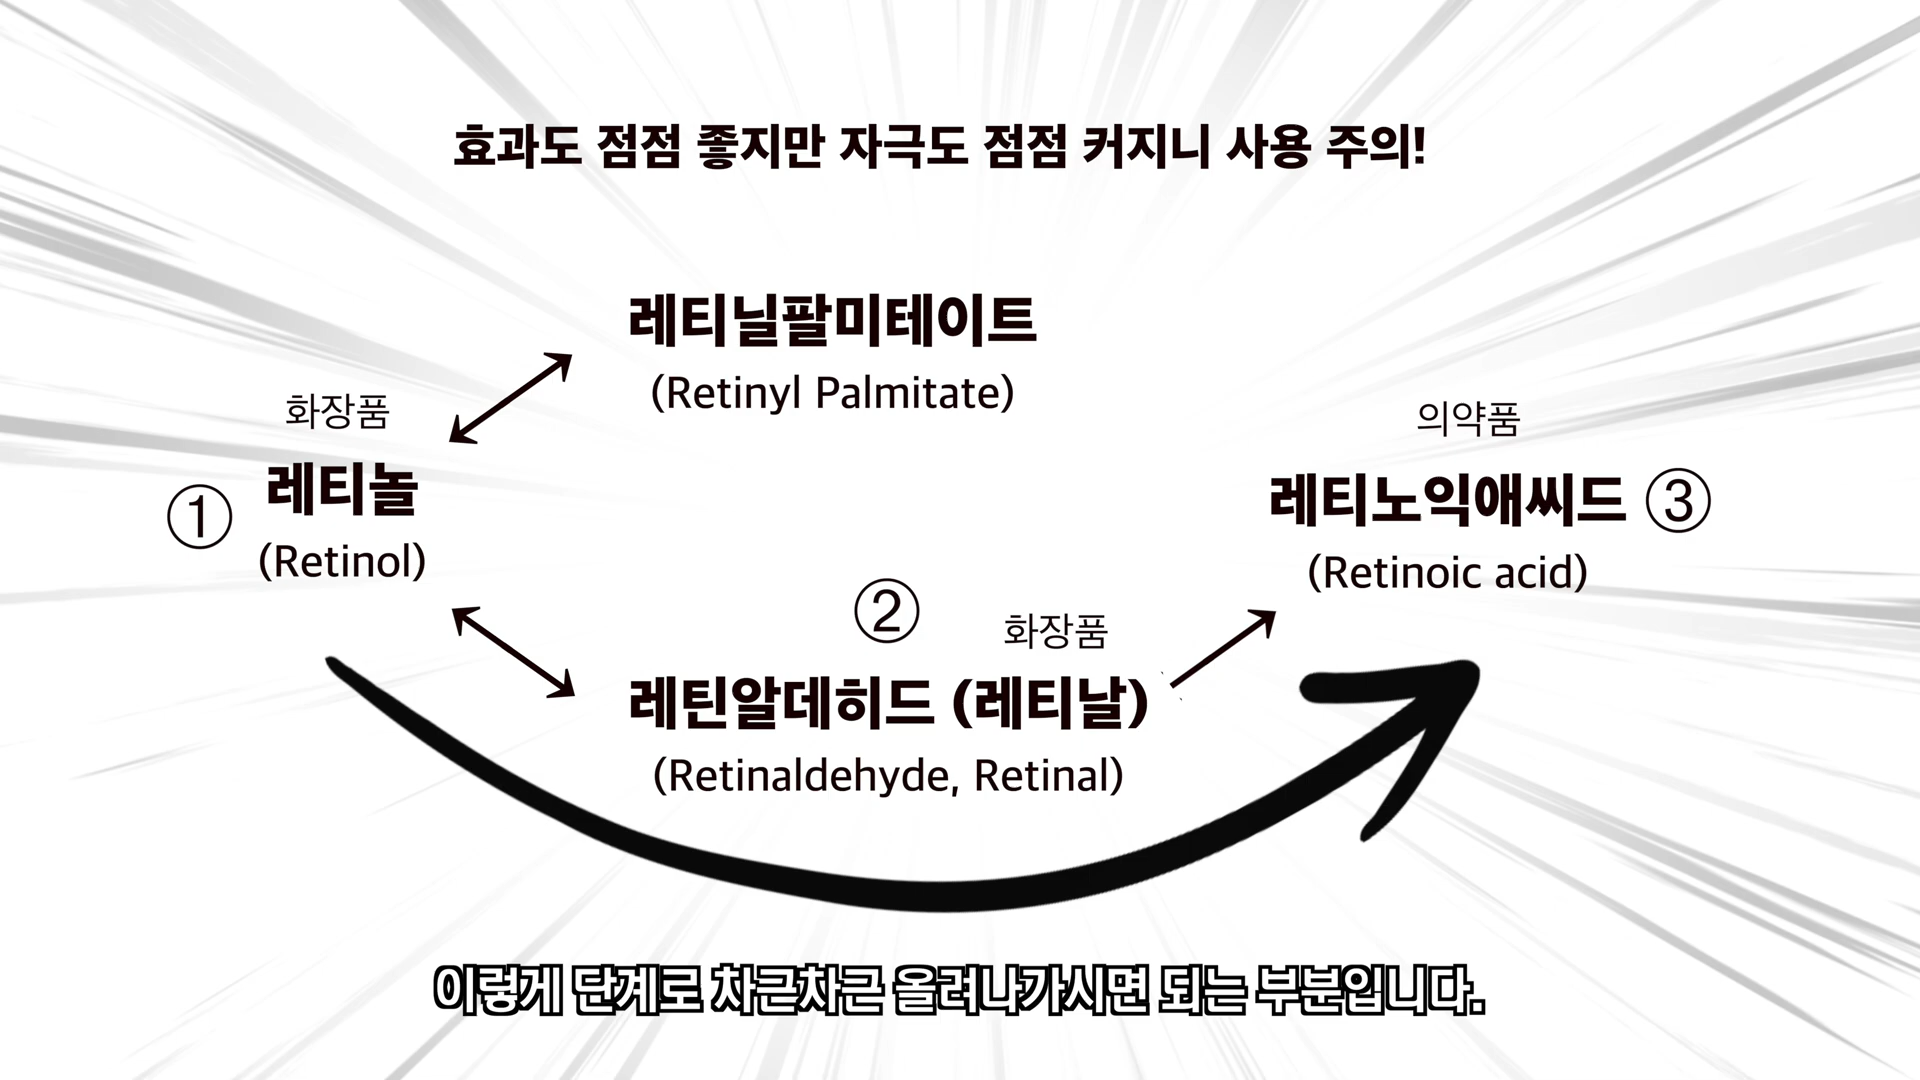 효과도 점점 좋지만 자극도 점점 커지니 사용 주의!
레티닐팔미테이트
(Retinyl Palmitate)
화장품
① 레티놀
(Retinol)
의약품
레티노익애씨드 ③
(Retinoic acid)
② 화장품
레틴알데히드 (레티날)
(Retinaldehyde, Retinal)
이렇게 단계로 차근차근 올려나가시면 되는 부분입니다.